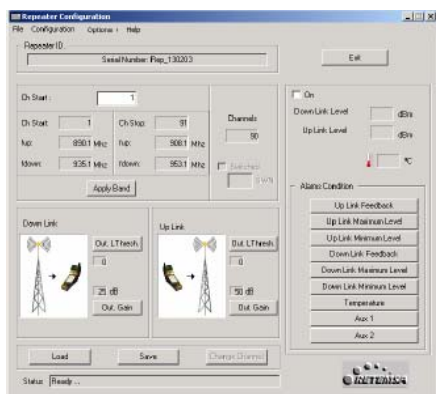 Repeater Configuration
File Configuration Options Help
Repeater ID.
Serial Number: Rep_130203
Exit
Ch Start : 1
Ch Start 1 Ch Stop: 91
fup: 890.1 Mhz fup: 908.1 Mhz
fdown: 935.1 Mhz fdown: 953.1 Mhz
Apply Band
Channels
90
Switches
On
Down Link Level dBm
Up Link Level dBm
ºC
Alarms Condition
Up Link Feedback
Up Link Maximum Level
Up Link Minimum Level
Down Link Feedback
Down Link Maximum Level
Down Link Minimum Level
Temperature
Aux 1
Aux 2
Down Link
Out. LThresh.
0
25 dB
Out. Gain
Up Link
Out. LThresh.
0
50 dB
Out. Gain
Load
Save
Change Channel
Status: Ready ...